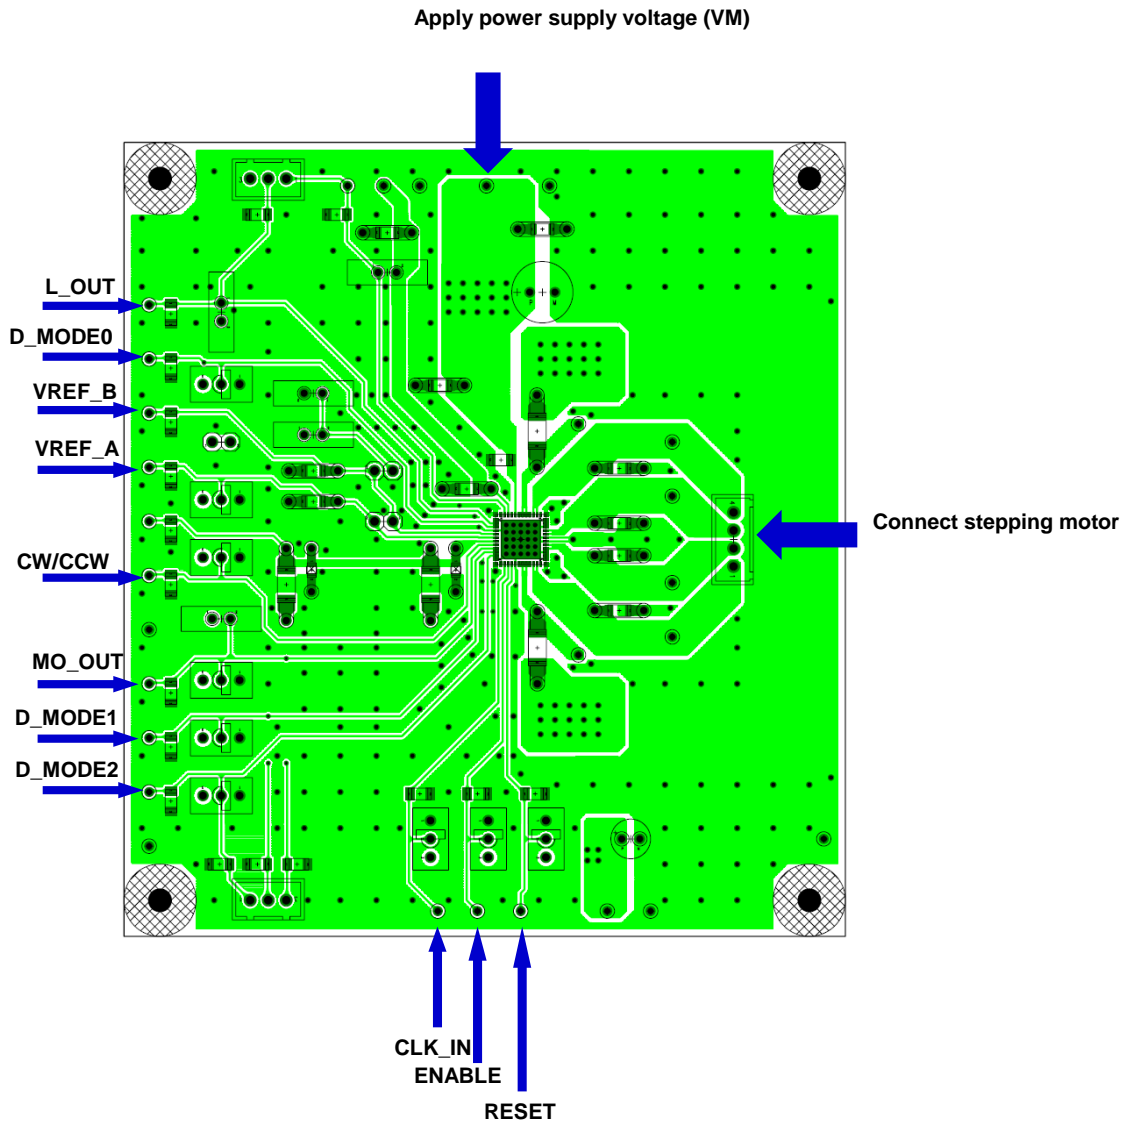 Apply power supply voltage (VM)
L_OUT
D_MODE0
VREF_B
VREF_A
Connect stepping motor
CW/CCW
MO_OUT
D_MODE1
D_MODE2
CLK_IN
ENABLE
RESET